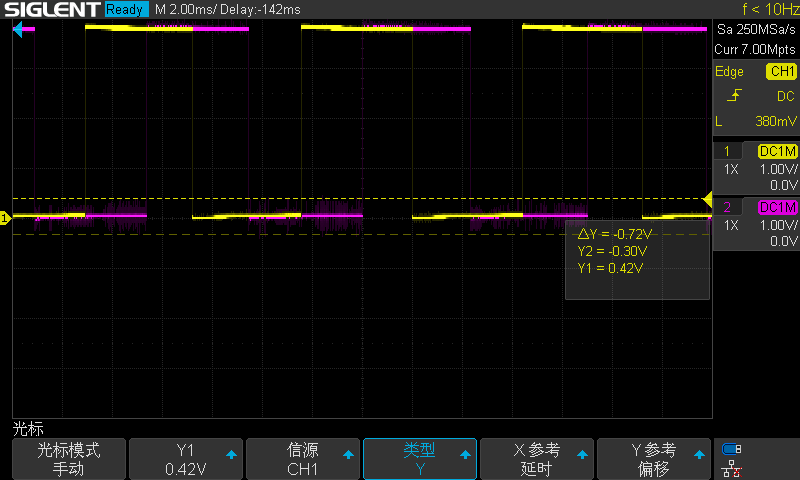 SIGLENT Ready M 2.00ms/ Delay:-142ms f < 10Hz
Sa 250MSa/s
Curr 7.00Mpts
Edge CH1
DC
L 380mV
1 DC1M
1X 1.00V/
0.0V
2 DC1M
1X 1.00V/
0.0V
1
ΔY = -0.72V
Y2 = -0.30V
Y1 = 0.42V
光标
光标模式
手动
Y1
0.42V
信源
CH1
类型
Y
X 参考
延时
Y 参考
偏移